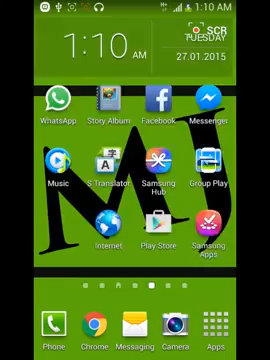 1:10 AM
1:10 AM
SCR
TUESDAY
27.01.2015
WhatsApp
Story Album
Facebook
Messenger
MJ
Music
S Translator
Samsung Hub
Group Play
Internet
Play Store
Samsung Apps
Phone
Chrome
Messaging
Camera
Apps